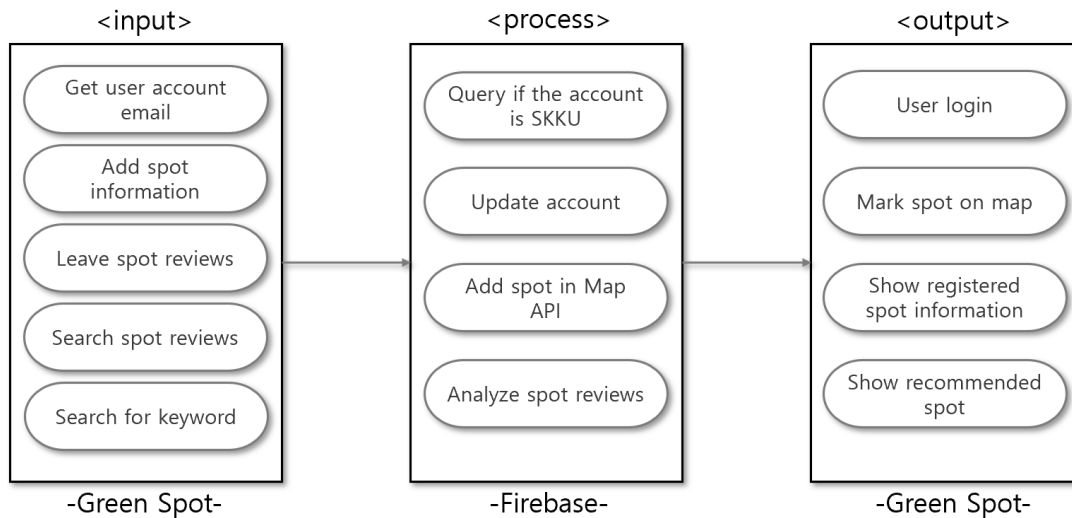 <input>
Get user account
email
Add spot
information
Leave spot reviews
Search spot reviews
Search for keyword
-Green Spot-
<process>
Query if the account
is SKKU
Update account
Add spot in Map
API
Analyze spot reviews
-Firebase-
<output>
User login
Mark spot on map
Show registered
spot information
Show recommended
spot
-Green Spot-